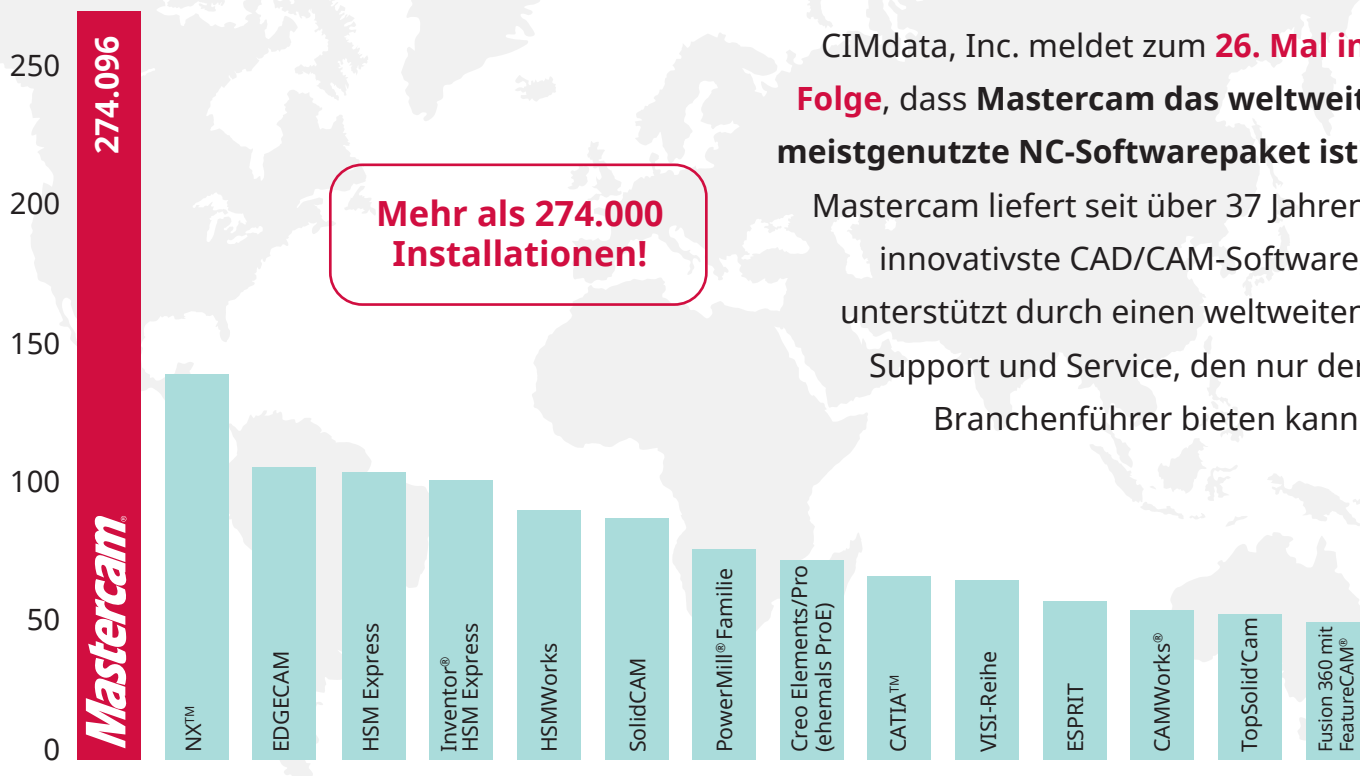 250
200
150
100
50
0
274.096
Mastercam®
Mehr als 274.000
Installationen!
CIMdata, Inc. meldet zum 26. Mal in
Folge, dass Mastercam das weltweit
meistgenutzte NC-Softwarepaket ist
Mastercam liefert seit über 37 Jahren
innovativste CAD/CAM-Software
unterstützt durch einen weltweiten
Support und Service, den nur der
Branchenführer bieten kann
NX™
EDGECAM
HSM Express
Inventor®
HSM Express
HSMWorks
SolidCAM
PowerMill® Familie
Creo Elements/Pro
(ehemals ProE)
CATIA™
VISI-Reihe
ESPRIT
CAMWorks®
TopSolid'Cam
Fusion 360 mit
FeatureCAM®